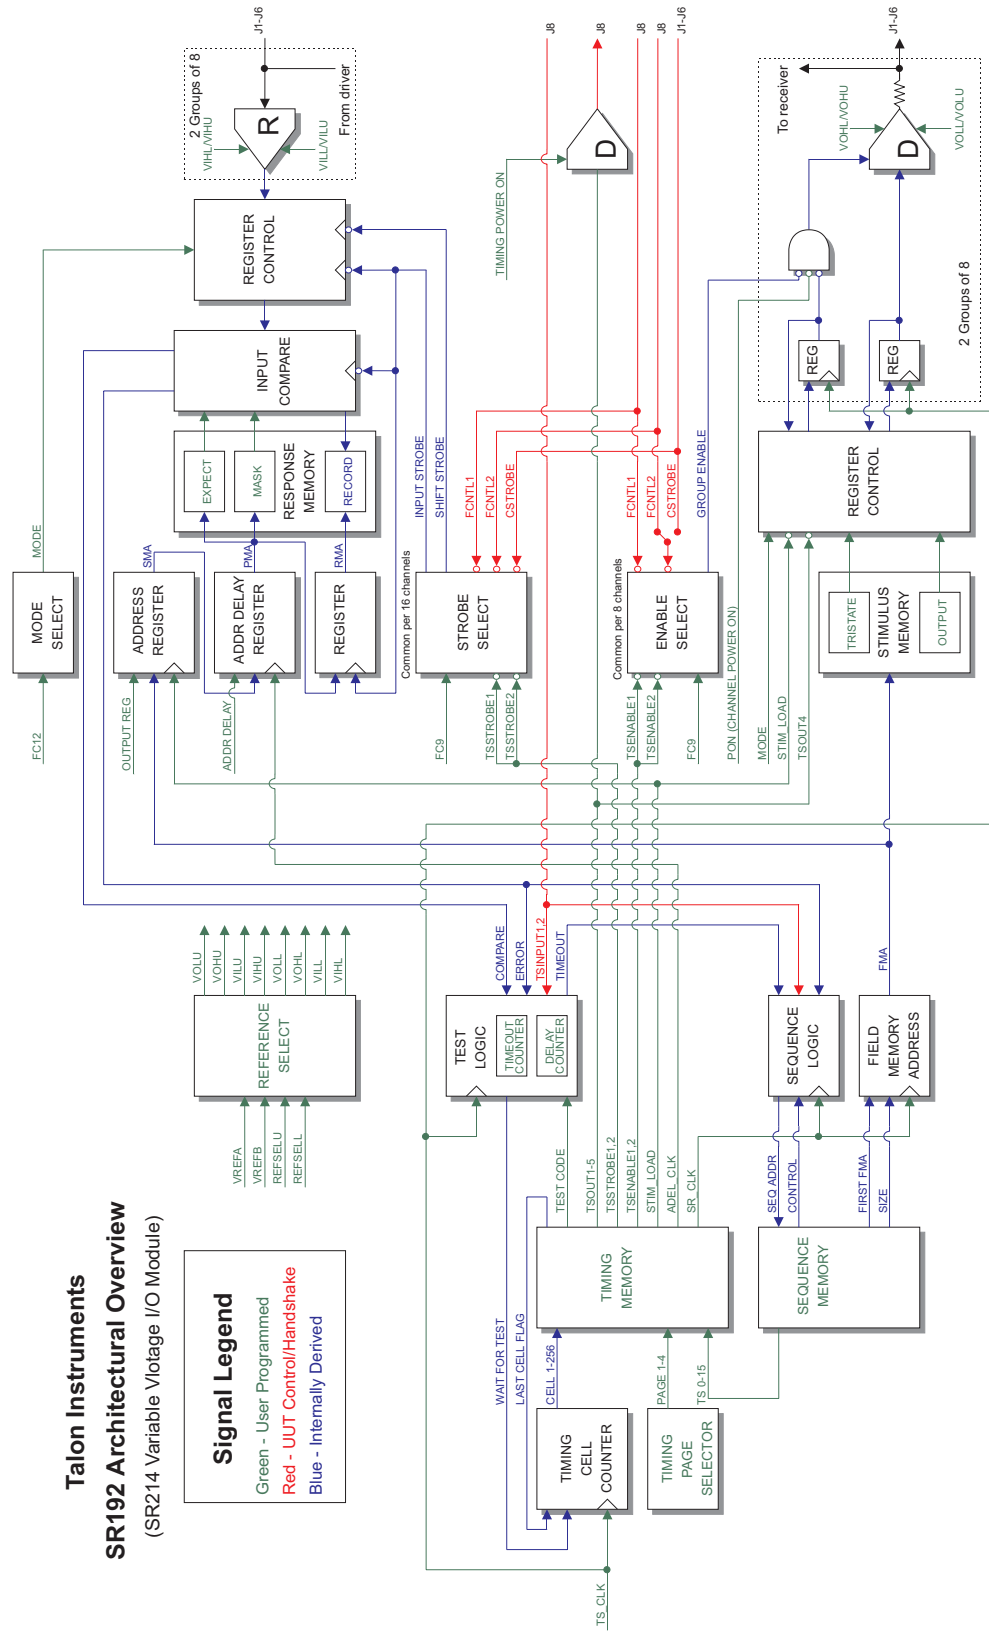 Talon Instruments
SR192 Architectural Overview
(SR214 Variable Vlotage I/O Module)
Signal Legend
Green - User Programmed
Red - UUT Control/Handshake
Blue - Internally Derived
VREFA
VREFB
REFSELU
REFSELL
REFERENCE
SELECT
VOLU
VOHU
VILU
VIHU
VOLL
VOHL
VILL
VIHL
FC12
MODE
SELECT
MODE
OUTPUT REG
ADDRESS
REGISTER
SMA
ADDR DELAY
ADDR DELAY
REGISTER
PMA
REGISTER
RMA
EXPECT
MASK
RECORD
RESPONSE
MEMORY
INPUT
COMPARE
REGISTER
CONTROL
VIHL/VIHU
VILL/VILU
R
2 Groups of 8
From driver
J1-J6
Common per 16 channels
FC9
TSSTROBE1
TSSTROBE2
STROBE
SELECT
INPUT STROBE
SHIFT STROBE
FCNTL1
FCNTL2
CSTROBE
TIMING POWER ON
D
J8
J8
J8
J8
J1-J6
Common per 8 channels
TSENABLE1
TSENABLE2
FC9
ENABLE
SELECT
FCNTL1
FCNTL2
CSTROBE
GROUP ENABLE
PON (CHANNEL POWER ON)
MODE
STIM_LOAD
TSOUT4
REGISTER
CONTROL
TRISTATE
OUTPUT
STIMULUS
MEMORY
REG
REG
2 Groups of 8
To receiver
VOHL/VOHU
VOLL/VOLU
D
J1-J6
TS_CLK
TIMING
CELL
COUNTER
TIMING
PAGE
SELECTOR
WAIT FOR TEST
LAST CELL FLAG
CELL 1-256
PAGE 1-4
TS 0-15
TIMING
MEMORY
TEST CODE
TSOUT1-5
TSSTROBE1,2
TSENABLE1,2
STIM_LOAD
ADEL_CLK
SR_CLK
TEST
LOGIC
TIMEOUT
COUNTER
DELAY
COUNTER
COMPARE
ERROR
TSINPUT1,2
TIMEOUT
SEQUENCE
MEMORY
SEQ ADDR
CONTROL
FIRST FMA
SIZE
SEQUENCE
LOGIC
FIELD
MEMORY
ADDRESS
FMA